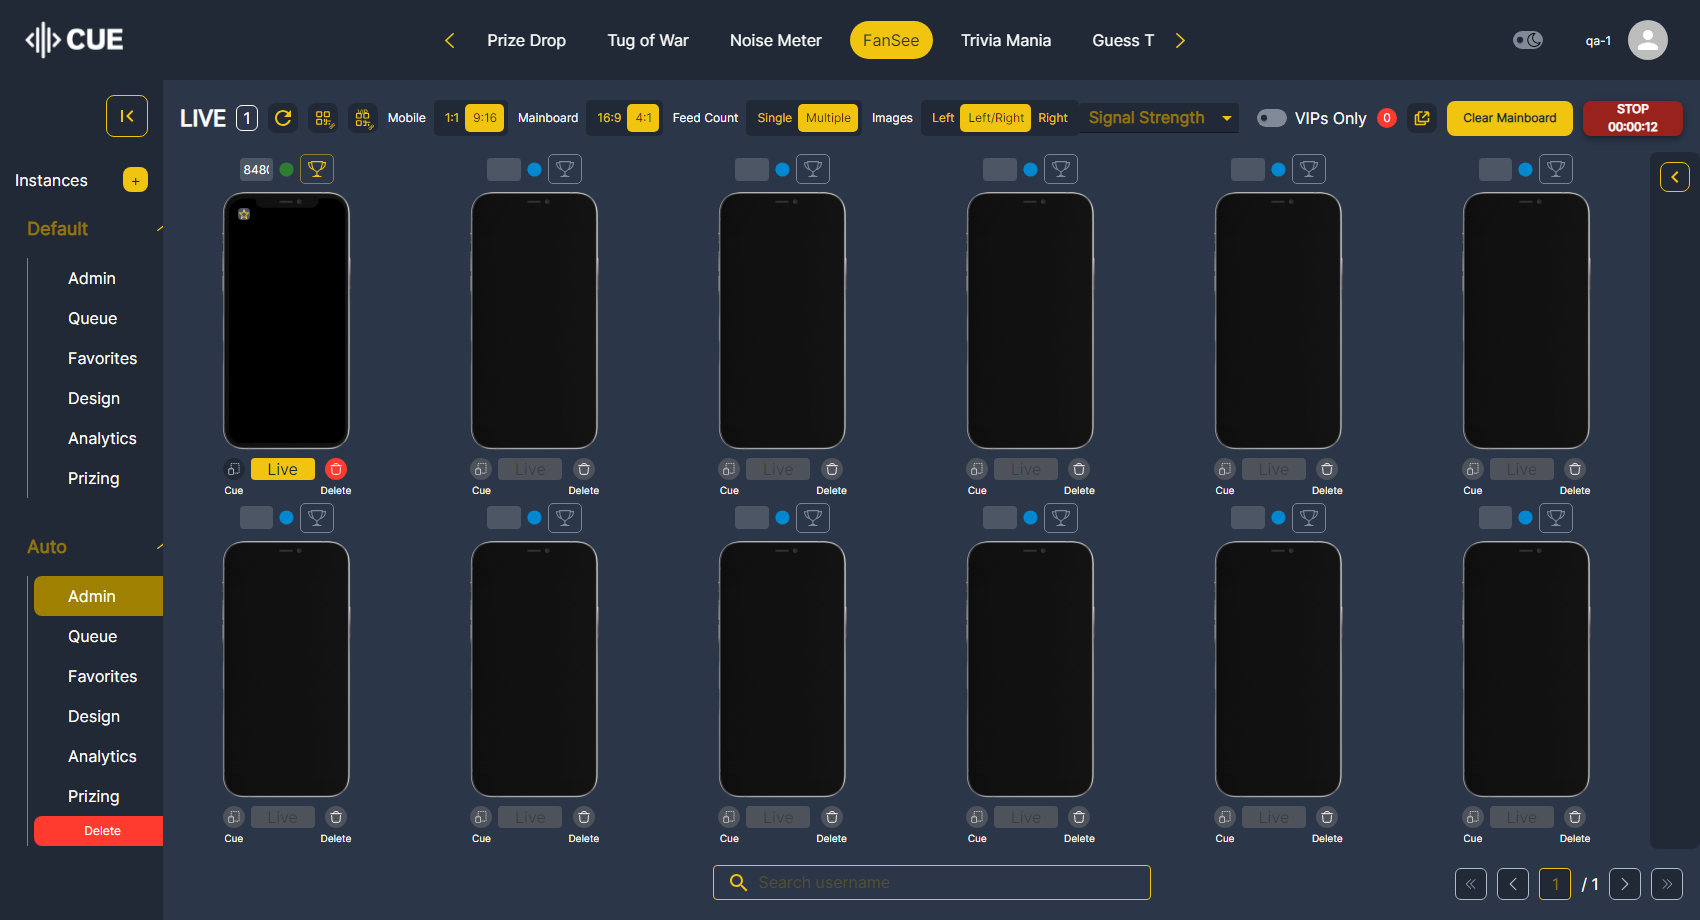 CUE
Prize Drop
Tug of War
Noise Meter
FanSee
Trivia Mania
Guess T
qa-1
LIVE 1
Mobile 1:1 9:16
Mainboard 16:9 4:1
Feed Count Single Multiple
Images Left Left/Right Right
Signal Strength
VIPs Only 0
Clear Mainboard
STOP
00:00:12
Instances +
Default
Admin
Queue
Favorites
Design
Analytics
Prizing
Auto
Admin
Queue
Favorites
Design
Analytics
Prizing
Delete
Live
Cue Delete
Live
Cue Delete
Live
Cue Delete
Live
Cue Delete
Live
Cue Delete
Live
Cue Delete
Live
Cue Delete
Live
Cue Delete
Live
Cue Delete
Live
Cue Delete
Live
Cue Delete
Live
Cue Delete
Search username
1 / 1